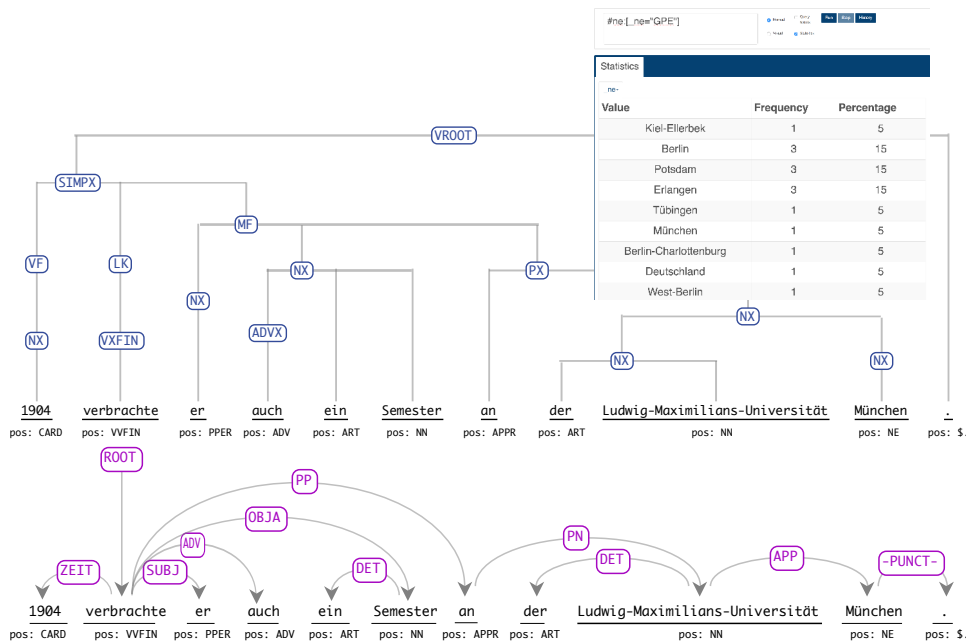 #ne:[_ne="GPE"]
Run Stop History
Statistics
ne
Value Frequency Percentage
Kiel-Ellerbek 1 5
Berlin 3 15
Potsdam 3 15
Erlangen 3 15
Tübingen 1 5
München 1 5
Berlin-Charlottenburg 1 5
Deutschland 1 5
West-Berlin 1 5
VROOT
SIMPX
MF
VF LK NX PX
NX
NX VXFIN ADVX
NX
NX NX
1904 verbrachte er auch ein Semester an der Ludwig-Maximilians-Universität München .
pos: CARD pos: VVFIN pos: PPER pos: ADV pos: ART pos: NN pos: APPR pos: ART pos: NN pos: NE pos: $.
ROOT
PP
OBJA
PN
ADV
ZEIT SUBJ DET DET APP -PUNCT-
1904 verbrachte er auch ein Semester an der Ludwig-Maximilians-Universität München .
pos: CARD pos: VVFIN pos: PPER pos: ADV pos: ART pos: NN pos: APPR pos: ART pos: NN pos: NE pos: $.